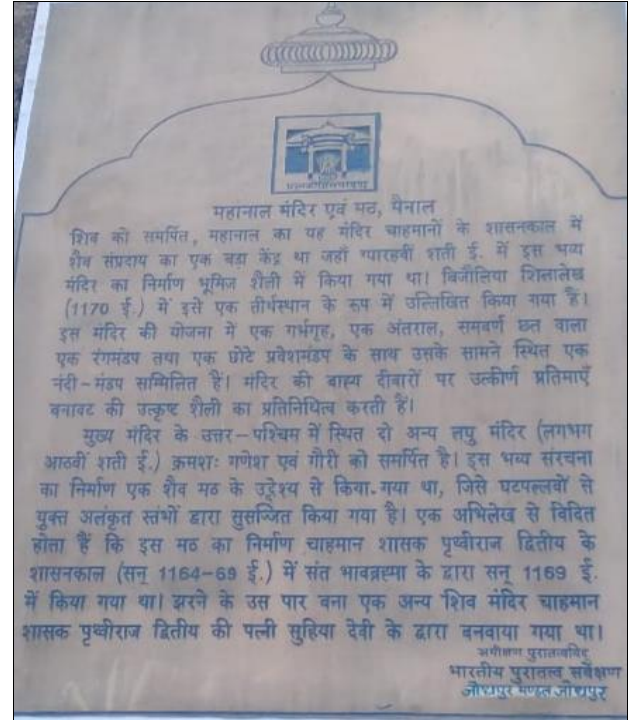 महानाल मंदिर एवं मठ, मैनाल
शिव को समर्पित, महानाल का यह मंदिर चाहमानों के शासनकाल में
शैव संप्रदाय का एक बड़ा केंद्र था जहाँ ग्यारहवीं शती ई. में इस भव्य
मंदिर का निर्माण भूमिज शैली में किया गया था। बिजौलिया शिलालेख
(1170 ई.) में इसे एक तीर्थस्थान के रूप में उल्लिखित किया गया है।
इस मंदिर की योजना में एक गर्भगृह, एक अंतराल, समवर्ण छत वाला
एक रंगमंडप तथा एक छोटे प्रवेशमंडप के साथ उसके सामने स्थित एक
नंदी-मंडप सम्मिलित हैं। मंदिर की बाह्य दीवारों पर उत्कीर्ण प्रतिमाएँ
बनावट की उत्कृष्ट शैली का प्रतिनिधित्व करती हैं।
मुख्य मंदिर के उत्तर-पश्चिम में स्थित दो अन्य लघु मंदिर (लगभग
आठवीं शती ई.) क्रमशः गणेश एवं गौरी को समर्पित है। इस भव्य संरचना
का निर्माण एक शैव मठ के उद्देश्य से किया गया था, जिसे घटपल्लवों से
युक्त अलंकृत स्तंभों द्वारा सुसज्जित किया गया है। एक अभिलेख से विदित
होता हैं कि इस मठ का निर्माण चाहमान शासक पृथ्वीराज द्वितीय के
शासनकाल (सन् 1164-69 ई.) में संत भावब्रह्मा के द्वारा सन् 1169 ई.
में किया गया था। झरने के उस पार बना एक अन्य शिव मंदिर चाहमान
शासक पृथ्वीराज द्वितीय की पत्नी सुहिया देवी के द्वारा बनवाया गया था।
अधीक्षण पुरातत्वविद्
भारतीय पुरातत्व सर्वेक्षण
जोधपुर मण्डल जोधपुर